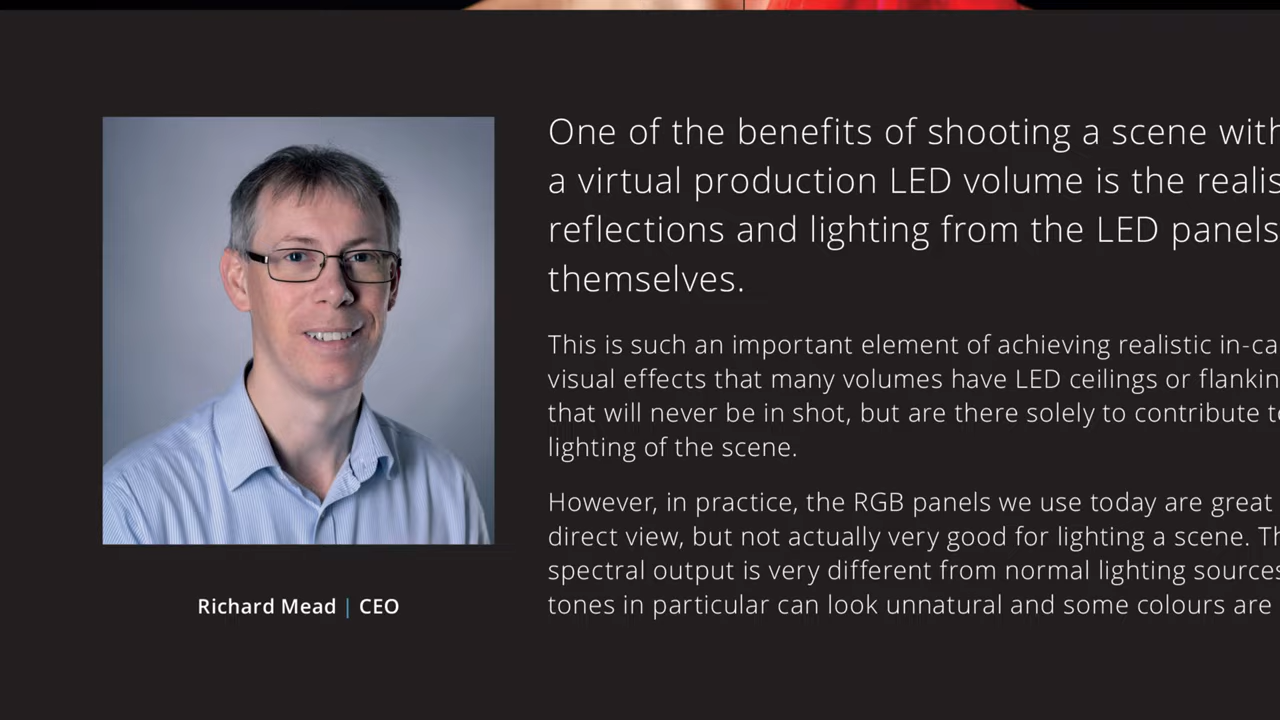 One of the benefits of shooting a scene with
a virtual production LED volume is the realis
reflections and lighting from the LED panels
themselves.
This is such an important element of achieving realistic in-ca
visual effects that many volumes have LED ceilings or flankin
that will never be in shot, but are there solely to contribute to
lighting of the scene.
However, in practice, the RGB panels we use today are great
direct view, but not actually very good for lighting a scene. Th
spectral output is very different from normal lighting sources
tones in particular can look unnatural and some colours are
Richard Mead | CEO